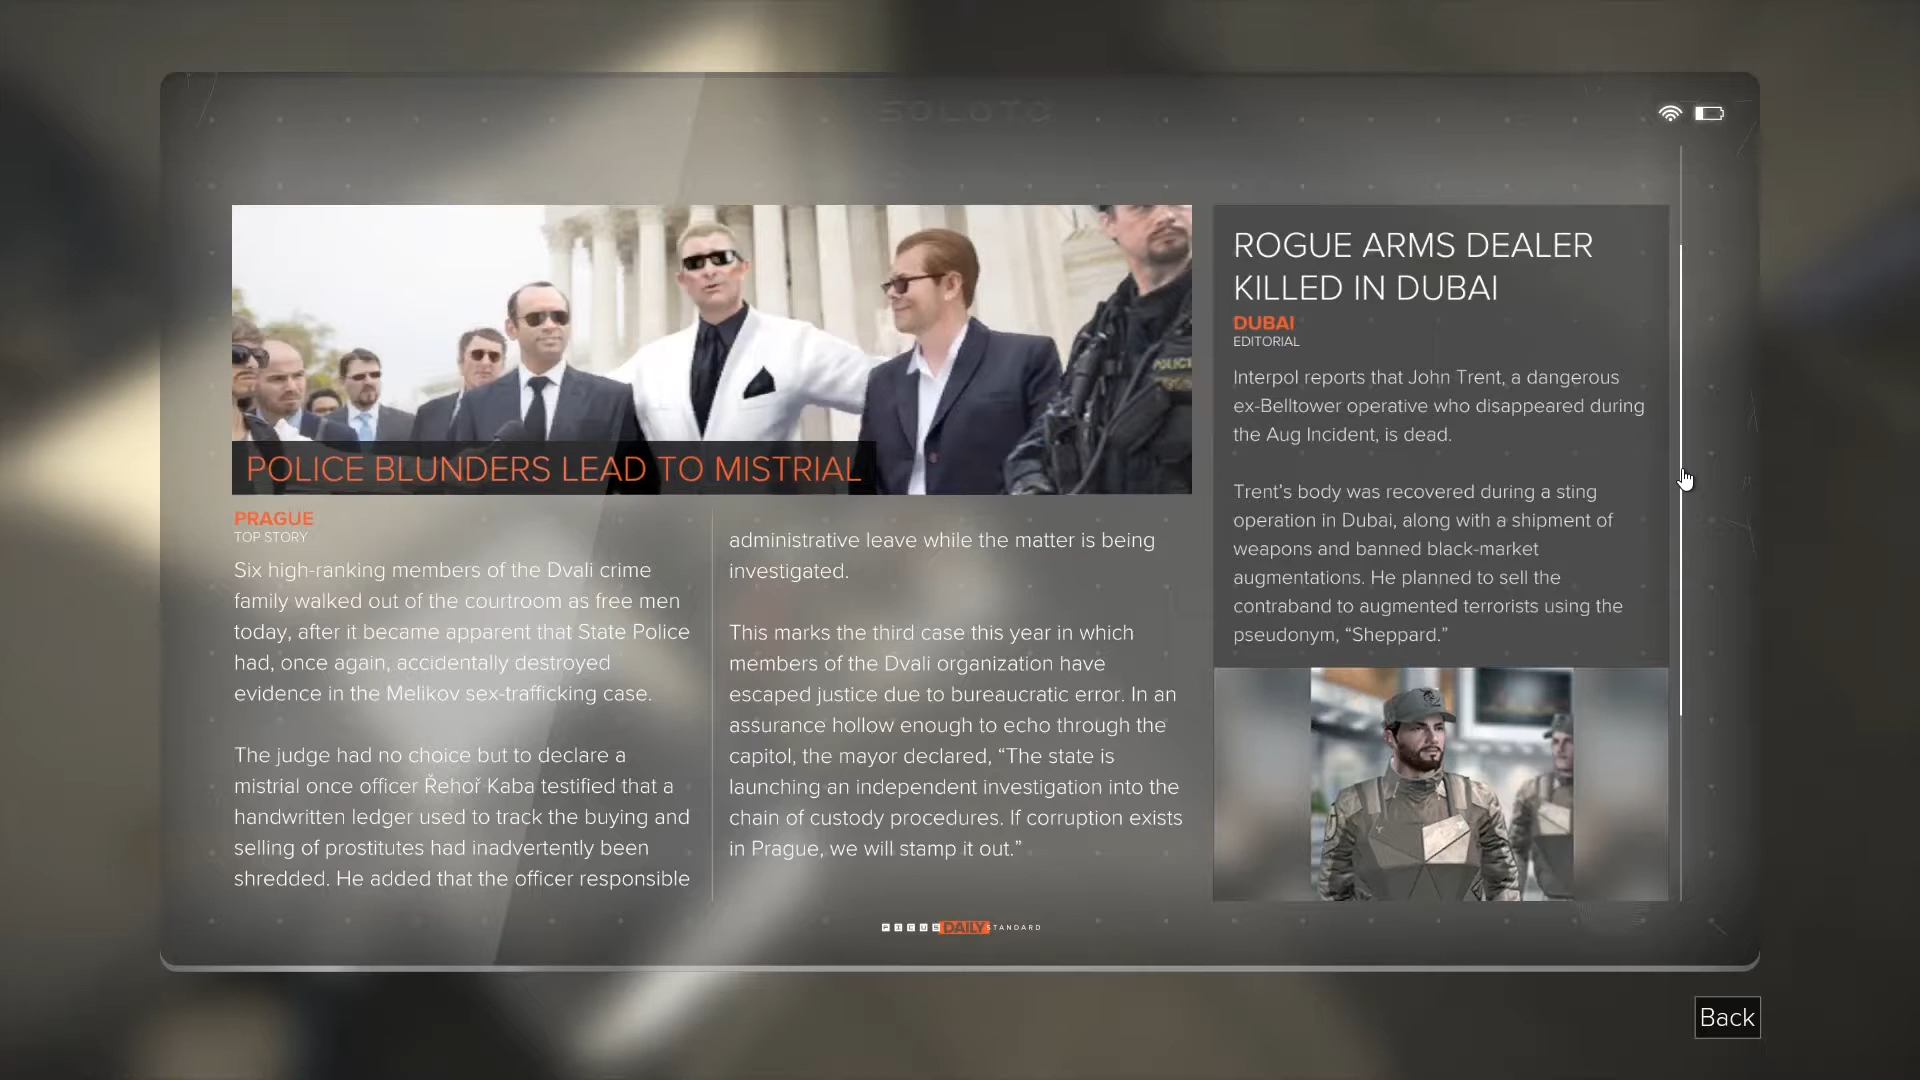 SOLOTA
POLICE BLUNDERS LEAD TO MISTRIAL
PRAGUE
TOP STORY
Six high-ranking members of the Dvali crime
family walked out of the courtroom as free men
today, after it became apparent that State Police
had, once again, accidentally destroyed
evidence in the Melikov sex-trafficking case.
The judge had no choice but to declare a
mistrial once officer Řehoř Kaba testified that a
handwritten ledger used to track the buying and
selling of prostitutes had inadvertently been
shredded. He added that the officer responsible
administrative leave while the matter is being
investigated.
This marks the third case this year in which
members of the Dvali organization have
escaped justice due to bureaucratic error. In an
assurance hollow enough to echo through the
capitol, the mayor declared, “The state is
launching an independent investigation into the
chain of custody procedures. If corruption exists
in Prague, we will stamp it out.”
POLICE
ROGUE ARMS DEALER
KILLED IN DUBAI
DUBAI
EDITORIAL
Interpol reports that John Trent, a dangerous
ex-Belltower operative who disappeared during
the Aug Incident, is dead.
Trent’s body was recovered during a sting
operation in Dubai, along with a shipment of
weapons and banned black-market
augmentations. He planned to sell the
contraband to augmented terrorists using the
pseudonym, “Sheppard.”
PICUS DAILY STANDARD
Back